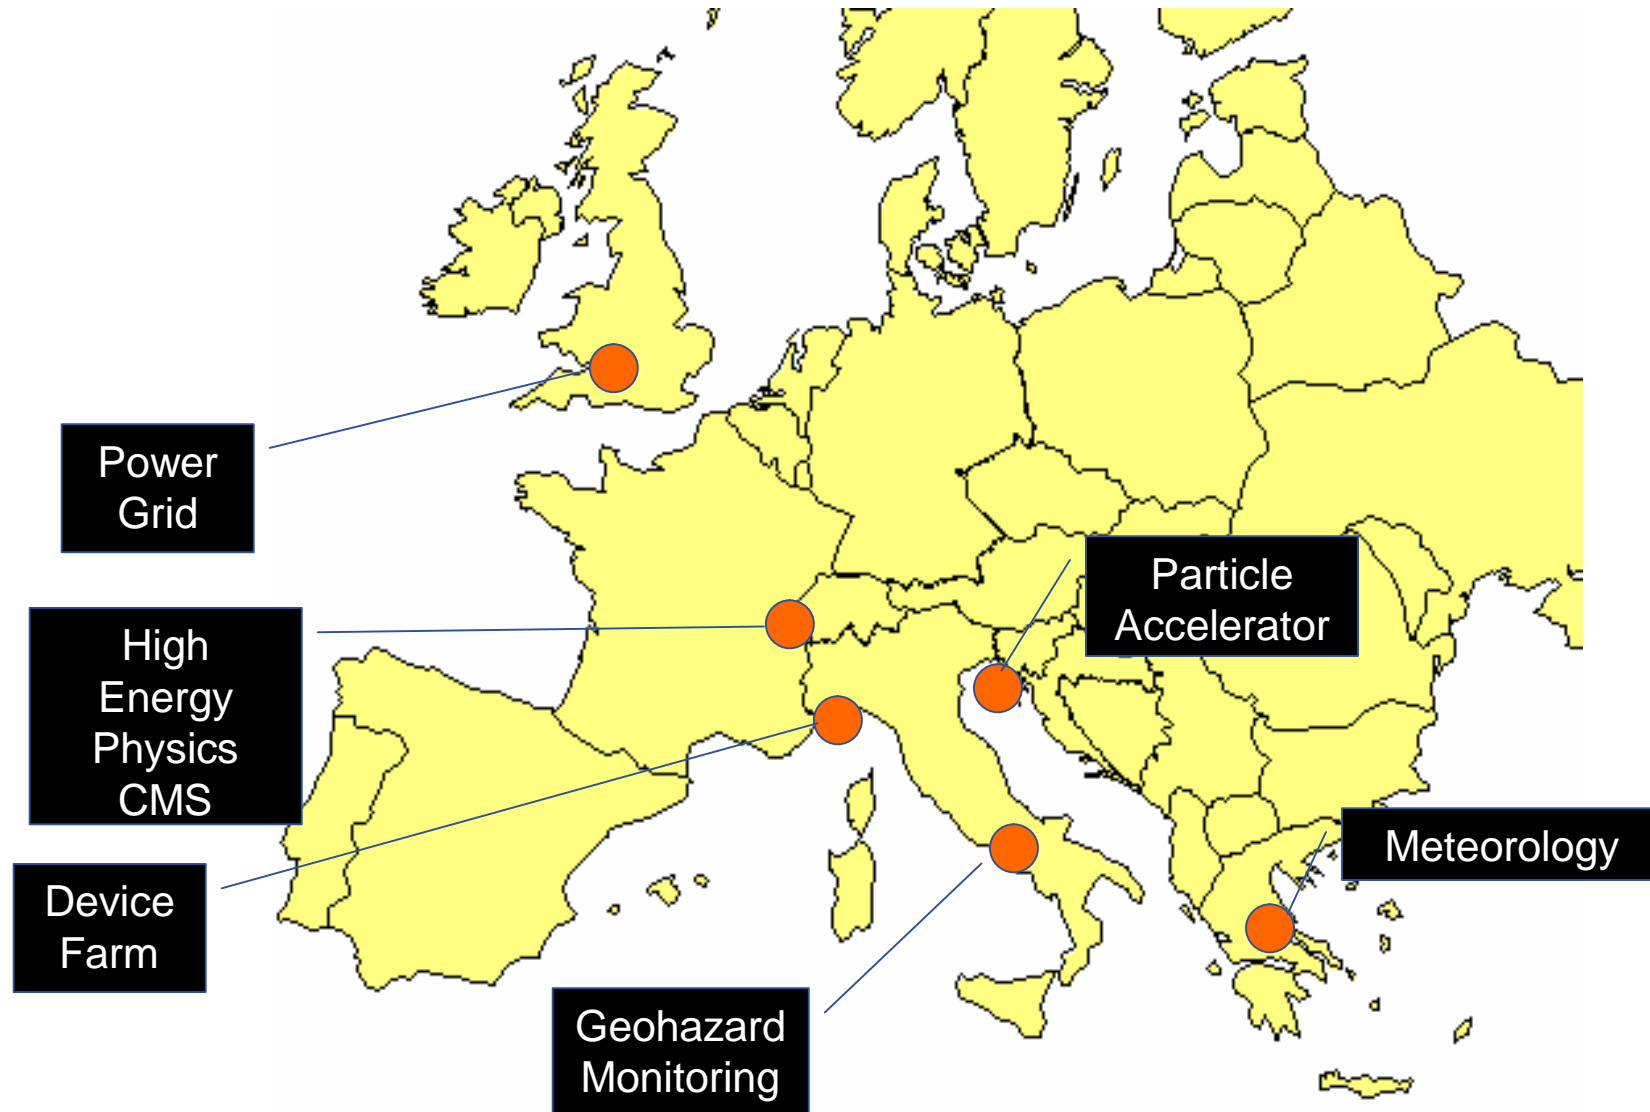 Power
Grid
High
Energy
Physics
CMS
Device
Farm
Geohazard
Monitoring
Particle
Accelerator
Meteorology